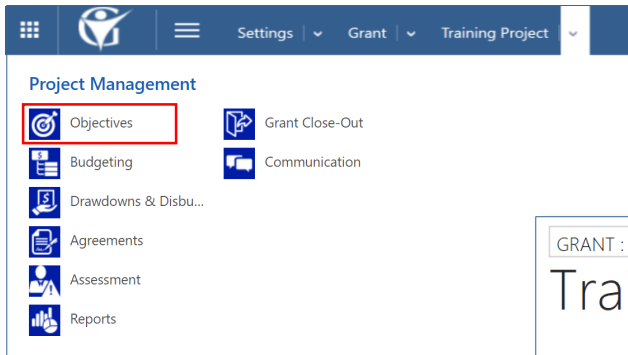 Settings Grant Training Project
Project Management
Objectives
Grant Close-Out
Budgeting
Communication
Drawdowns & Disbu...
Agreements
Assessment
Reports
GRANT :
Tra